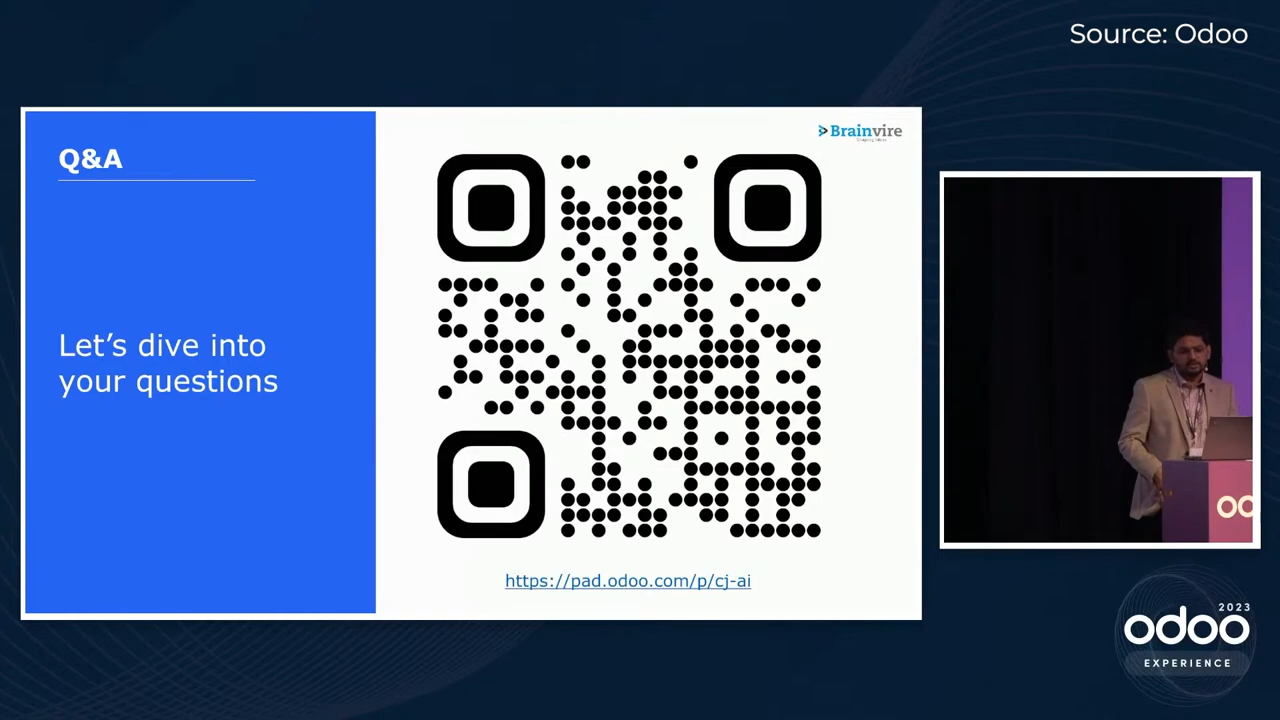 Source: Odoo
Q&A
Brainvire
Let's dive into
your questions
https://pad.odoo.com/p/cj-ai
2023
odoo
EXPERIENCE